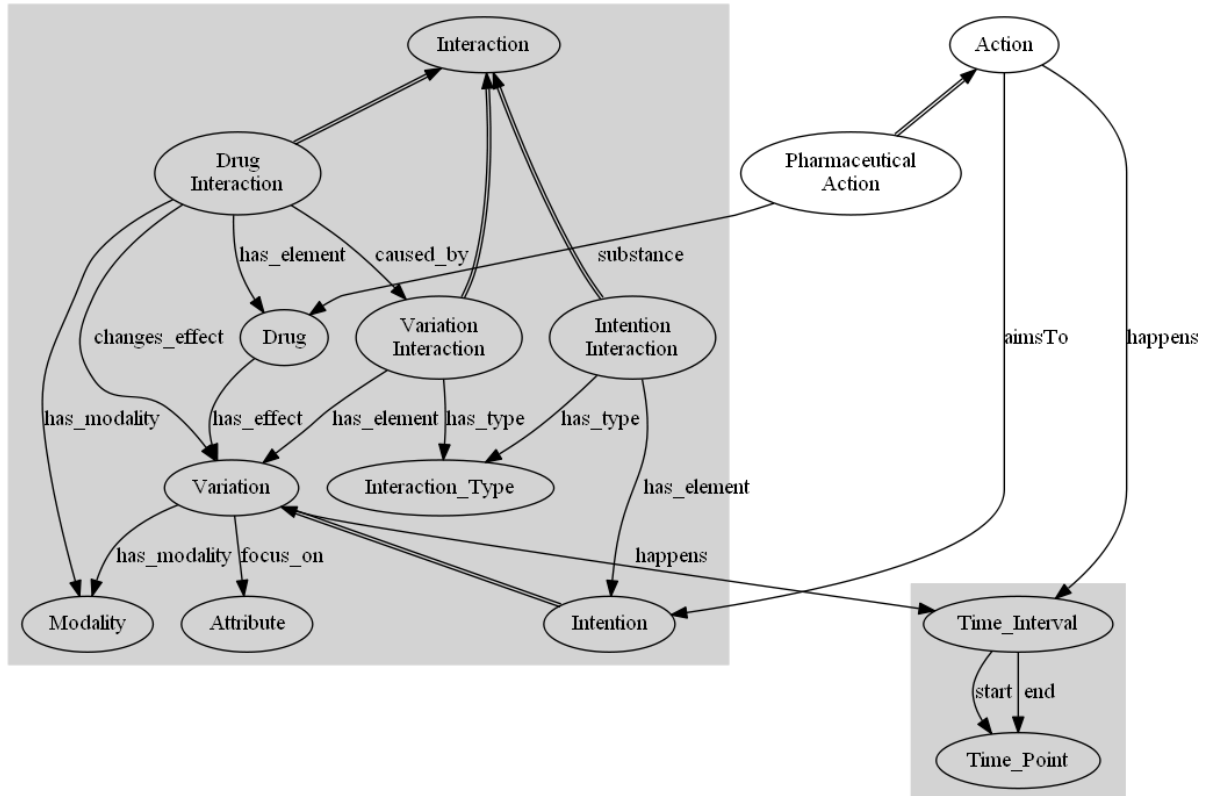 Interaction
Action
Drug
Interaction
Pharmaceutical
Action
has_element
caused_by
substance
changes_effect
Drug
Variation
Interaction
Intention
Interaction
aimsTo
happens
has_modality
has_effect
has_element
has_type
has_type
Variation
Interaction_Type
has_element
has_modality
focus_on
happens
Modality
Attribute
Intention
Time_Interval
start
end
Time_Point